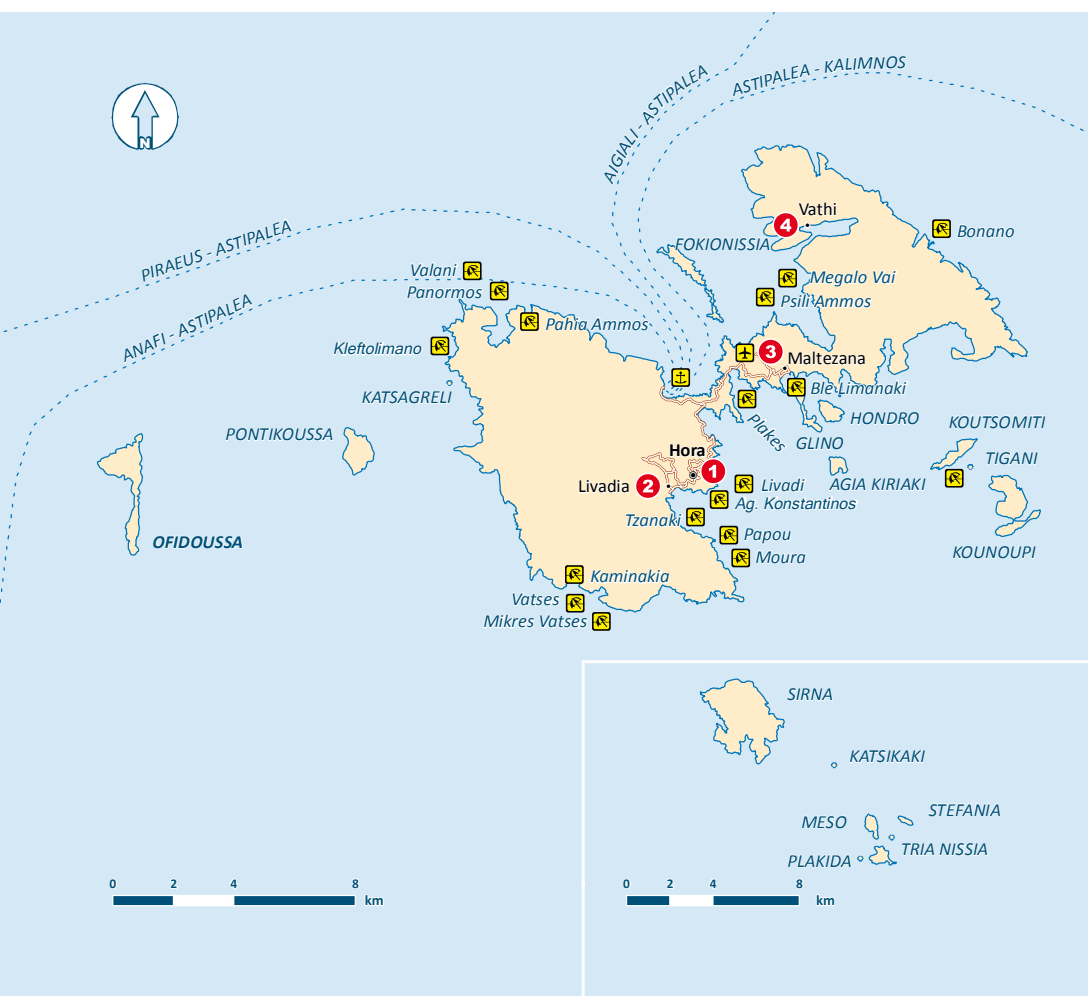 ASTIPALEA - KALIMNOS
AIGIALI - ASTIPALEA
N
Vathi
4
FOKIONISSIA
Bonano
PIRAEUS - ASTIPALEA
Valani
Panormos
Megalo Vai
Psili Ammos
ANAFI - ASTIPALEA
Pahia Ammos
Kleftolimano
3
Maltezana
KATSAGRELI
Ble Limanaki
Plakes
HONDRO
GLINO
KOUTSOMITI
PONTIKOUSSA
Hora
1
TIGANI
Livadia
2
Livadi
AGIA KIRIAKI
Ag. Konstantinos
Tzanaki
Papou
OFIDOUSSA
Moura
KOUNOUPI
Kaminakia
Vatses
Mikres Vatses
SIRNA
KATSIKAKI
STEFANIA
MESO
TRIA NISSIA
PLAKIDA
0 2 4 8
km
0 2 4 8
km